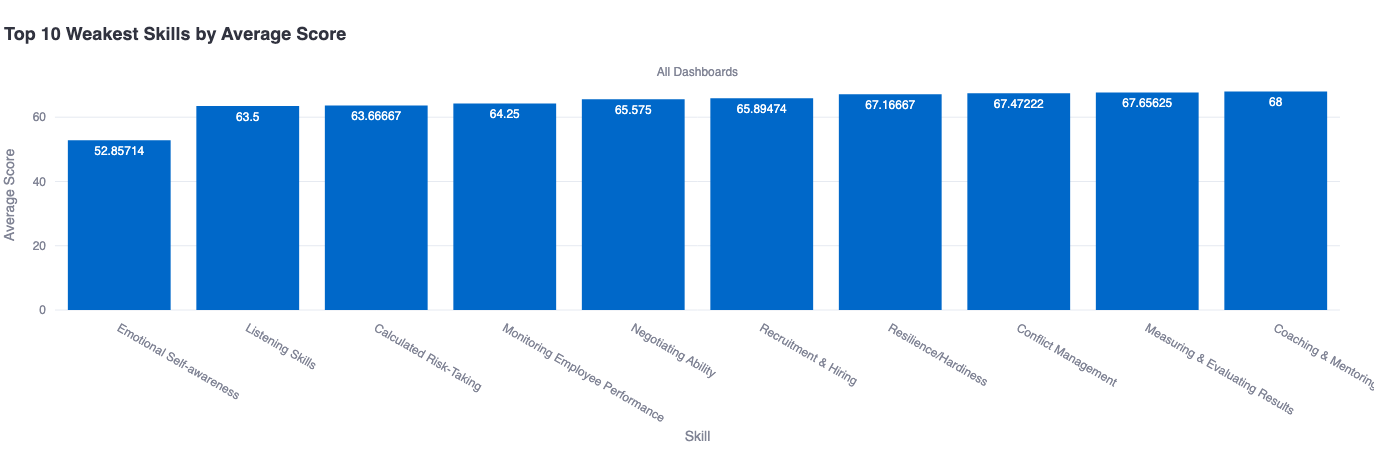 Top 10 Weakest Skills by Average Score
All Dashboards
Average Score
60
40
20
0
52.85714
63.5
63.66667
64.25
65.575
65.89474
67.16667
67.47222
67.65625
68
Emotional Self-awareness
Listening Skills
Calculated Risk-Taking
Monitoring Employee Performance
Negotiating Ability
Recruitment & Hiring
Resilience/Hardiness
Conflict Management
Measuring & Evaluating Results
Coaching & Mentoring
Skill